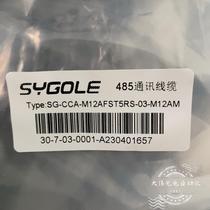 SYGOLE 485通讯线缆
Type:SG-CCA-M12AFST5RS-03-M12AM
30-7-03-0001-A230401657